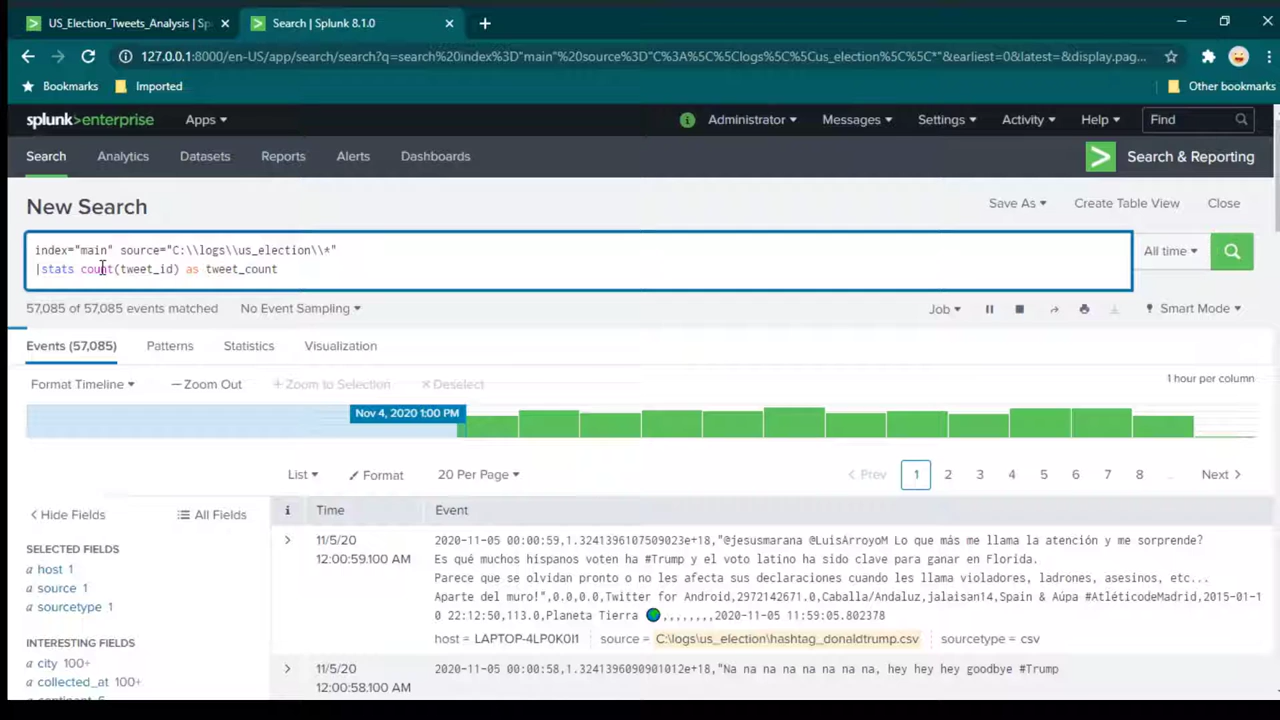 US_Election_Tweets_Analysis | Sp
Search | Splunk 8.1.0
127.0.0.1:8000/en-US/app/search/search?q=search%20index%3D"main"%20source%3D"C%3A%5C%5Clogs%5C%5Cus_election%5C%5C*"&earliest=0&latest=&display.pag...
Bookmarks Imported Other bookmarks
splunk>enterprise Apps Administrator Messages Settings Activity Help Find
Search Analytics Datasets Reports Alerts Dashboards Search & Reporting
New Search Save As Create Table View Close
index="main" source="C:\\logs\\us_election\\*"
|stats count(tweet_id) as tweet_count
All time
57,085 of 57,085 events matched No Event Sampling Job Smart Mode
Events (57,085) Patterns Statistics Visualization
Format Timeline — Zoom Out + Zoom to Selection × Deselect 1 hour per column
Nov 4, 2020 1:00 PM
List Format 20 Per Page < Prev 1 2 3 4 5 6 7 8 ... Next >
< Hide Fields All Fields
i Time Event
SELECTED FIELDS
a host 1
a source 1
a sourcetype 1
INTERESTING FIELDS
a city 100+
a collected_at 100+
a continent 6
> 11/5/20
12:00:59.100 AM
2020-11-05 00:00:59,1.3241396107509023e+18,"@jesusmarana @LuisArroyoM Lo que más me llama la atención y me sorprende?
Es qué muchos hispanos voten ha #Trump y el voto latino ha sido clave para ganar en Florida.
Parece que se olvidan pronto o no les afecta sus declaraciones cuando les llama violadores, ladrones, asesinos, etc...
Aparte del muro!",0.0,0.0,Twitter for Android,2972142671.0,Caballa/Andaluz,jalaisan14,Spain & Aúpa #AtléticodeMadrid,2015-01-1
0 22:12:50,113.0,Planeta Tierra 🌍,,,,,,,,2020-11-05 11:59:05.802378
host = LAPTOP-4LP0K0I1 source = C:\logs\us_election\hashtag_donaldtrump.csv sourcetype = csv
> 11/5/20
12:00:58.100 AM
2020-11-05 00:00:58,1.3241396090901012e+18,"Na na na na na na na na, hey hey hey goodbye #Trump